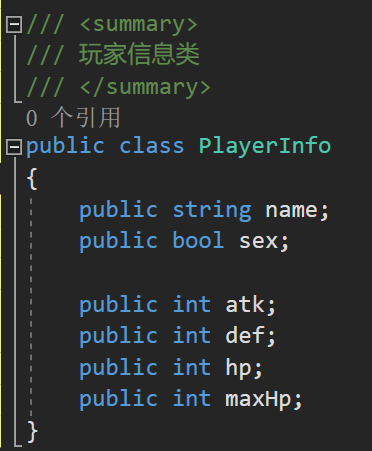 /// <summary>
/// 玩家信息类
/// </summary>
0 个引用
public class PlayerInfo
{
    public string name;
    public bool sex;

    public int atk;
    public int def;
    public int hp;
    public int maxHp;
}